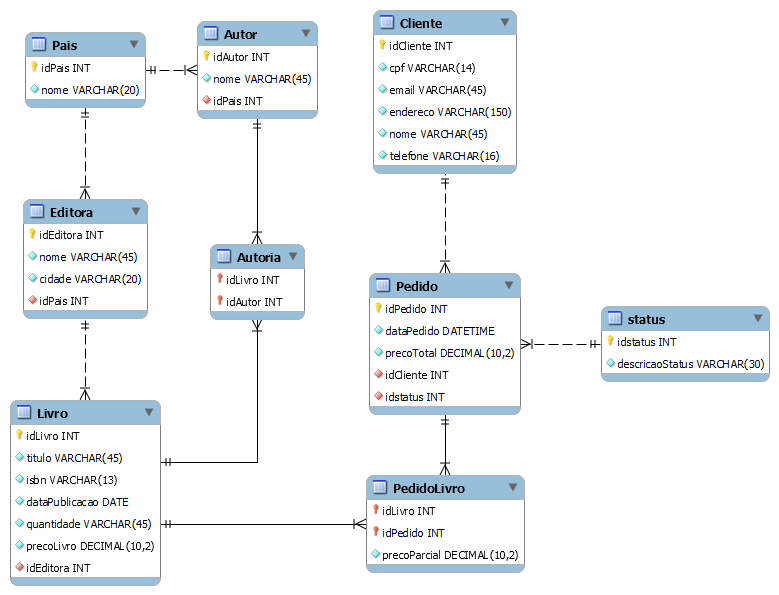 Pais
idPais INT
nome VARCHAR(20)
Autor
idAutor INT
nome VARCHAR(45)
idPais INT
Cliente
idCliente INT
cpf VARCHAR(14)
email VARCHAR(45)
endereco VARCHAR(150)
nome VARCHAR(45)
telefone VARCHAR(16)
Editora
idEditora INT
nome VARCHAR(45)
cidade VARCHAR(20)
idPais INT
Autoria
idLivro INT
idAutor INT
Pedido
idPedido INT
dataPedido DATETIME
precoTotal DECIMAL(10,2)
idCliente INT
idstatus INT
status
idstatus INT
descricaoStatus VARCHAR(30)
Livro
idLivro INT
titulo VARCHAR(45)
isbn VARCHAR(13)
dataPublicacao DATE
quantidade VARCHAR(45)
precoLivro DECIMAL(10,2)
idEditora INT
PedidoLivro
idLivro INT
idPedido INT
precoParcial DECIMAL(10,2)